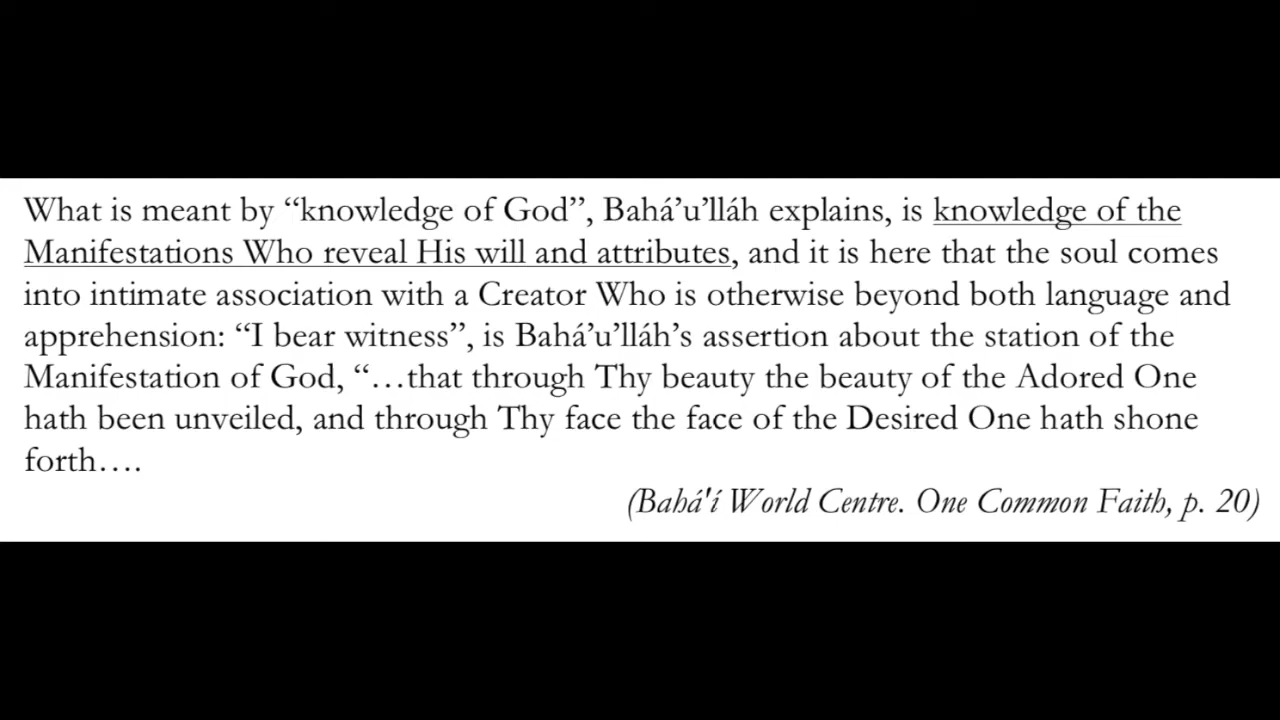 What is meant by “knowledge of God”, Bahá’u’lláh explains, is knowledge of the
Manifestations Who reveal His will and attributes, and it is here that the soul comes
into intimate association with a Creator Who is otherwise beyond both language and
apprehension: “I bear witness”, is Bahá’u’lláh’s assertion about the station of the
Manifestation of God, “…that through Thy beauty the beauty of the Adored One
hath been unveiled, and through Thy face the face of the Desired One hath shone
forth….
(Bahá'í World Centre. One Common Faith, p. 20)